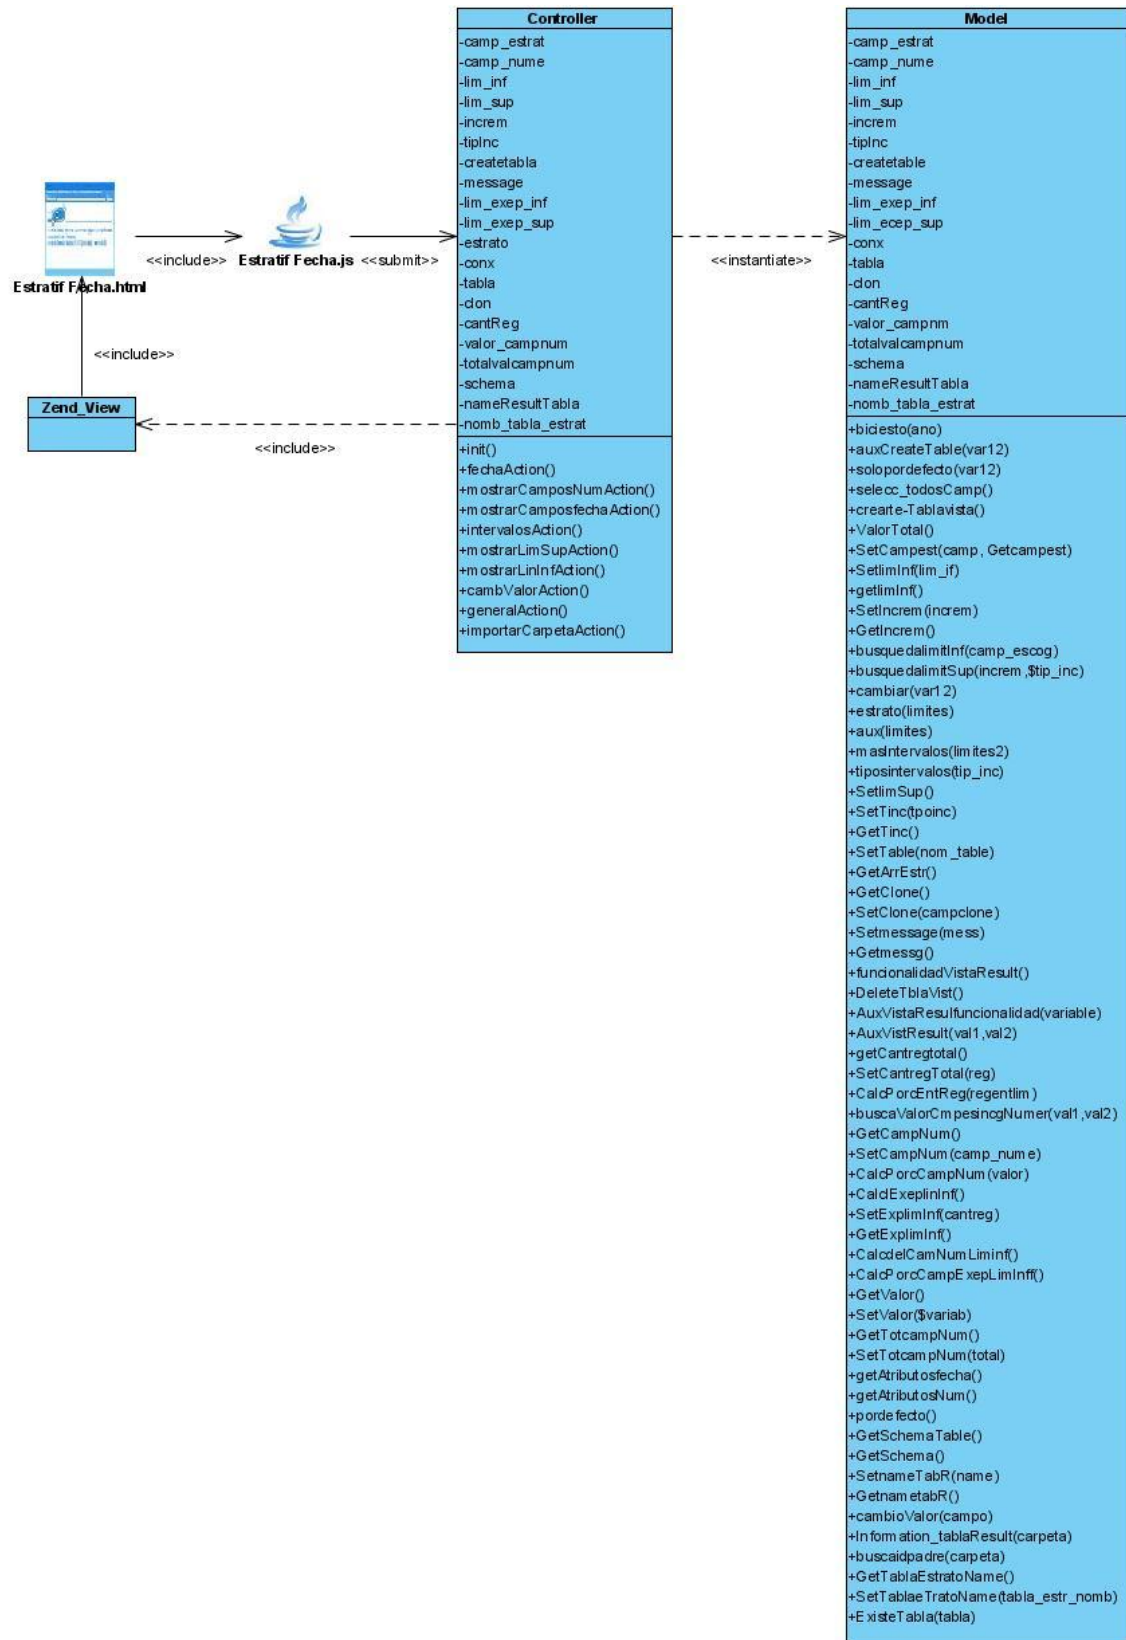 Estratif Fecha.html
<<include>>
Estratif Fecha.js
<<submit>>
<<include>>
Zend_View
<<include>>
Controller
-camp_estrat
-camp_nume
-lim_inf
-lim_sup
-increm
-tipInc
-createtabla
-message
-lim_exep_inf
-lim_exep_sup
-estrato
-conx
-tabla
-clon
-cantReg
-valor_campnum
-totalvalcampnum
-schema
-nameResultTabla
-nomb_tabla_estrat
+init()
+fechaAction()
+mostrarCamposNumAction()
+mostrarCamposfechaAction()
+intervalosAction()
+mostrarLimSupAction()
+mostrarLinInfAction()
+cambValorAction()
+generalAction()
+importarCarpetaAction()
<<instantiate>>
Model
-camp_estrat
-camp_nume
-lim_inf
-lim_sup
-increm
-tipInc
-createtable
-message
-lim_exep_inf
-lim_ecep_sup
-conx
-tabla
-clon
-cantReg
-valor_campnm
-totalvalcampnum
-schema
-nameResultTabla
-nomb_tabla_estrat
+biciesto(ano)
+auxCreateTable(var12)
+solopordefecto(var12)
+selecc_todosCamp()
+crearte-Tablavista()
+ValorTotal()
+SetCampest(camp, Getcampest)
+SetlimInf(lim_if)
+getlimInf()
+SetIncrem(increm)
+GetIncrem()
+busquedalimitInf(camp_escog)
+busquedalimitSup(increm,$tip_inc)
+cambiar(var12)
+estrato(limites)
+aux(limites)
+masIntervalos(limites2)
+tiposintervalos(tip_inc)
+SetlimSup()
+SetTinc(tpoinc)
+GetTinc()
+SetTable(nom_table)
+GetArrEstr()
+GetClone()
+SetClone(campclone)
+Setmessage(mess)
+Getmessg()
+funcionalidadVistaResult()
+DeleteTblaVist()
+AuxVistaResulfuncionalidad(variable)
+AuxVistResult(val1,val2)
+getCantregtotal()
+SetCantregTotal(reg)
+CalcPorcEntReg(regentlim)
+buscaValorCmpesincgNumer(val1,val2)
+GetCampNum()
+SetCampNum(camp_nume)
+CalcPorcCampNum(valor)
+CalclExeplinInf()
+SetExplimInf(cantreg)
+GetExplimInf()
+CalcdelCamNumLiminf()
+CalcPorcCampExepLimInff()
+GetValor()
+SetValor($variab)
+GetTotcampNum()
+SetTotcampNum(total)
+getAtributosfecha()
+getAtributosNum()
+pordefecto()
+GetSchemaTable()
+GetSchema()
+SetnameTabR(name)
+GetnametabR()
+cambioValor(campo)
+Information_tablaResult(carpeta)
+buscaidpadre(carpeta)
+GetTablaEstratoName()
+SetTablaeTratoName(tabla_estr_nomb)
+ExisteTabla(tabla)